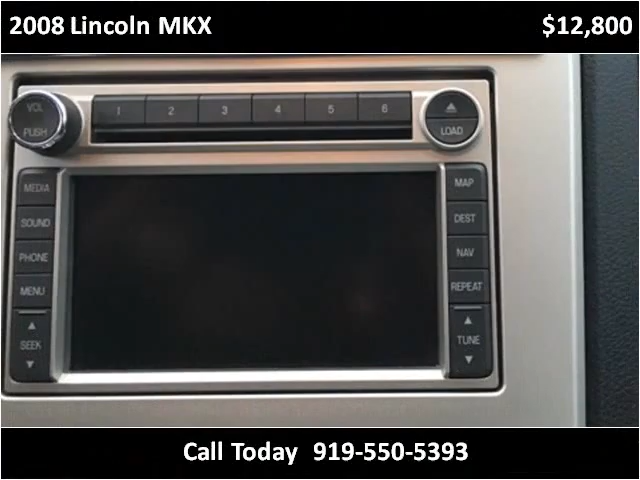 2008 Lincoln MKX $12,800
VOL 1 2 3 4 5 6
PUSH LOAD
MEDIA MAP
SOUND DEST
PHONE NAV
MENU REPEAT
SEEK TUNE
Call Today 919-550-5393